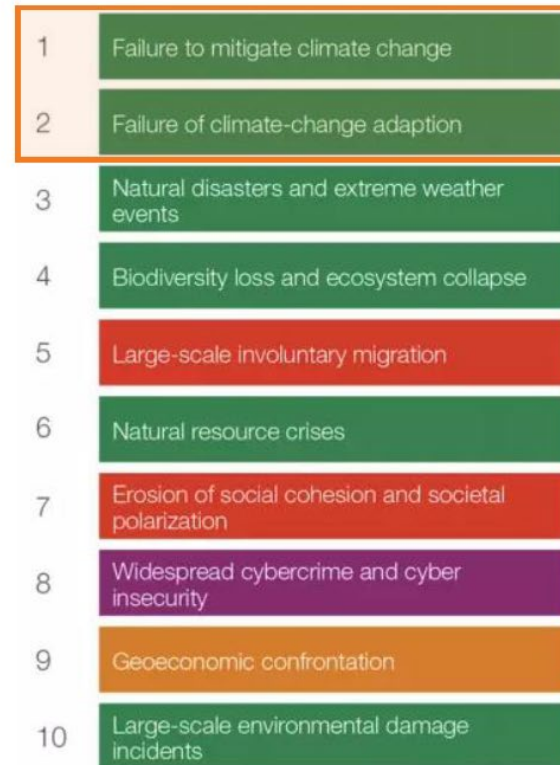 1
Failure to mitigate climate change
2
Failure of climate-change adaption
3
Natural disasters and extreme weather
events
4
Biodiversity loss and ecosystem collapse
5
Large-scale involuntary migration
6
Natural resource crises
7
Erosion of social cohesion and societal
polarization
8
Widespread cybercrime and cyber
insecurity
9
Geoeconomic confrontation
10
Large-scale environmental damage
incidents